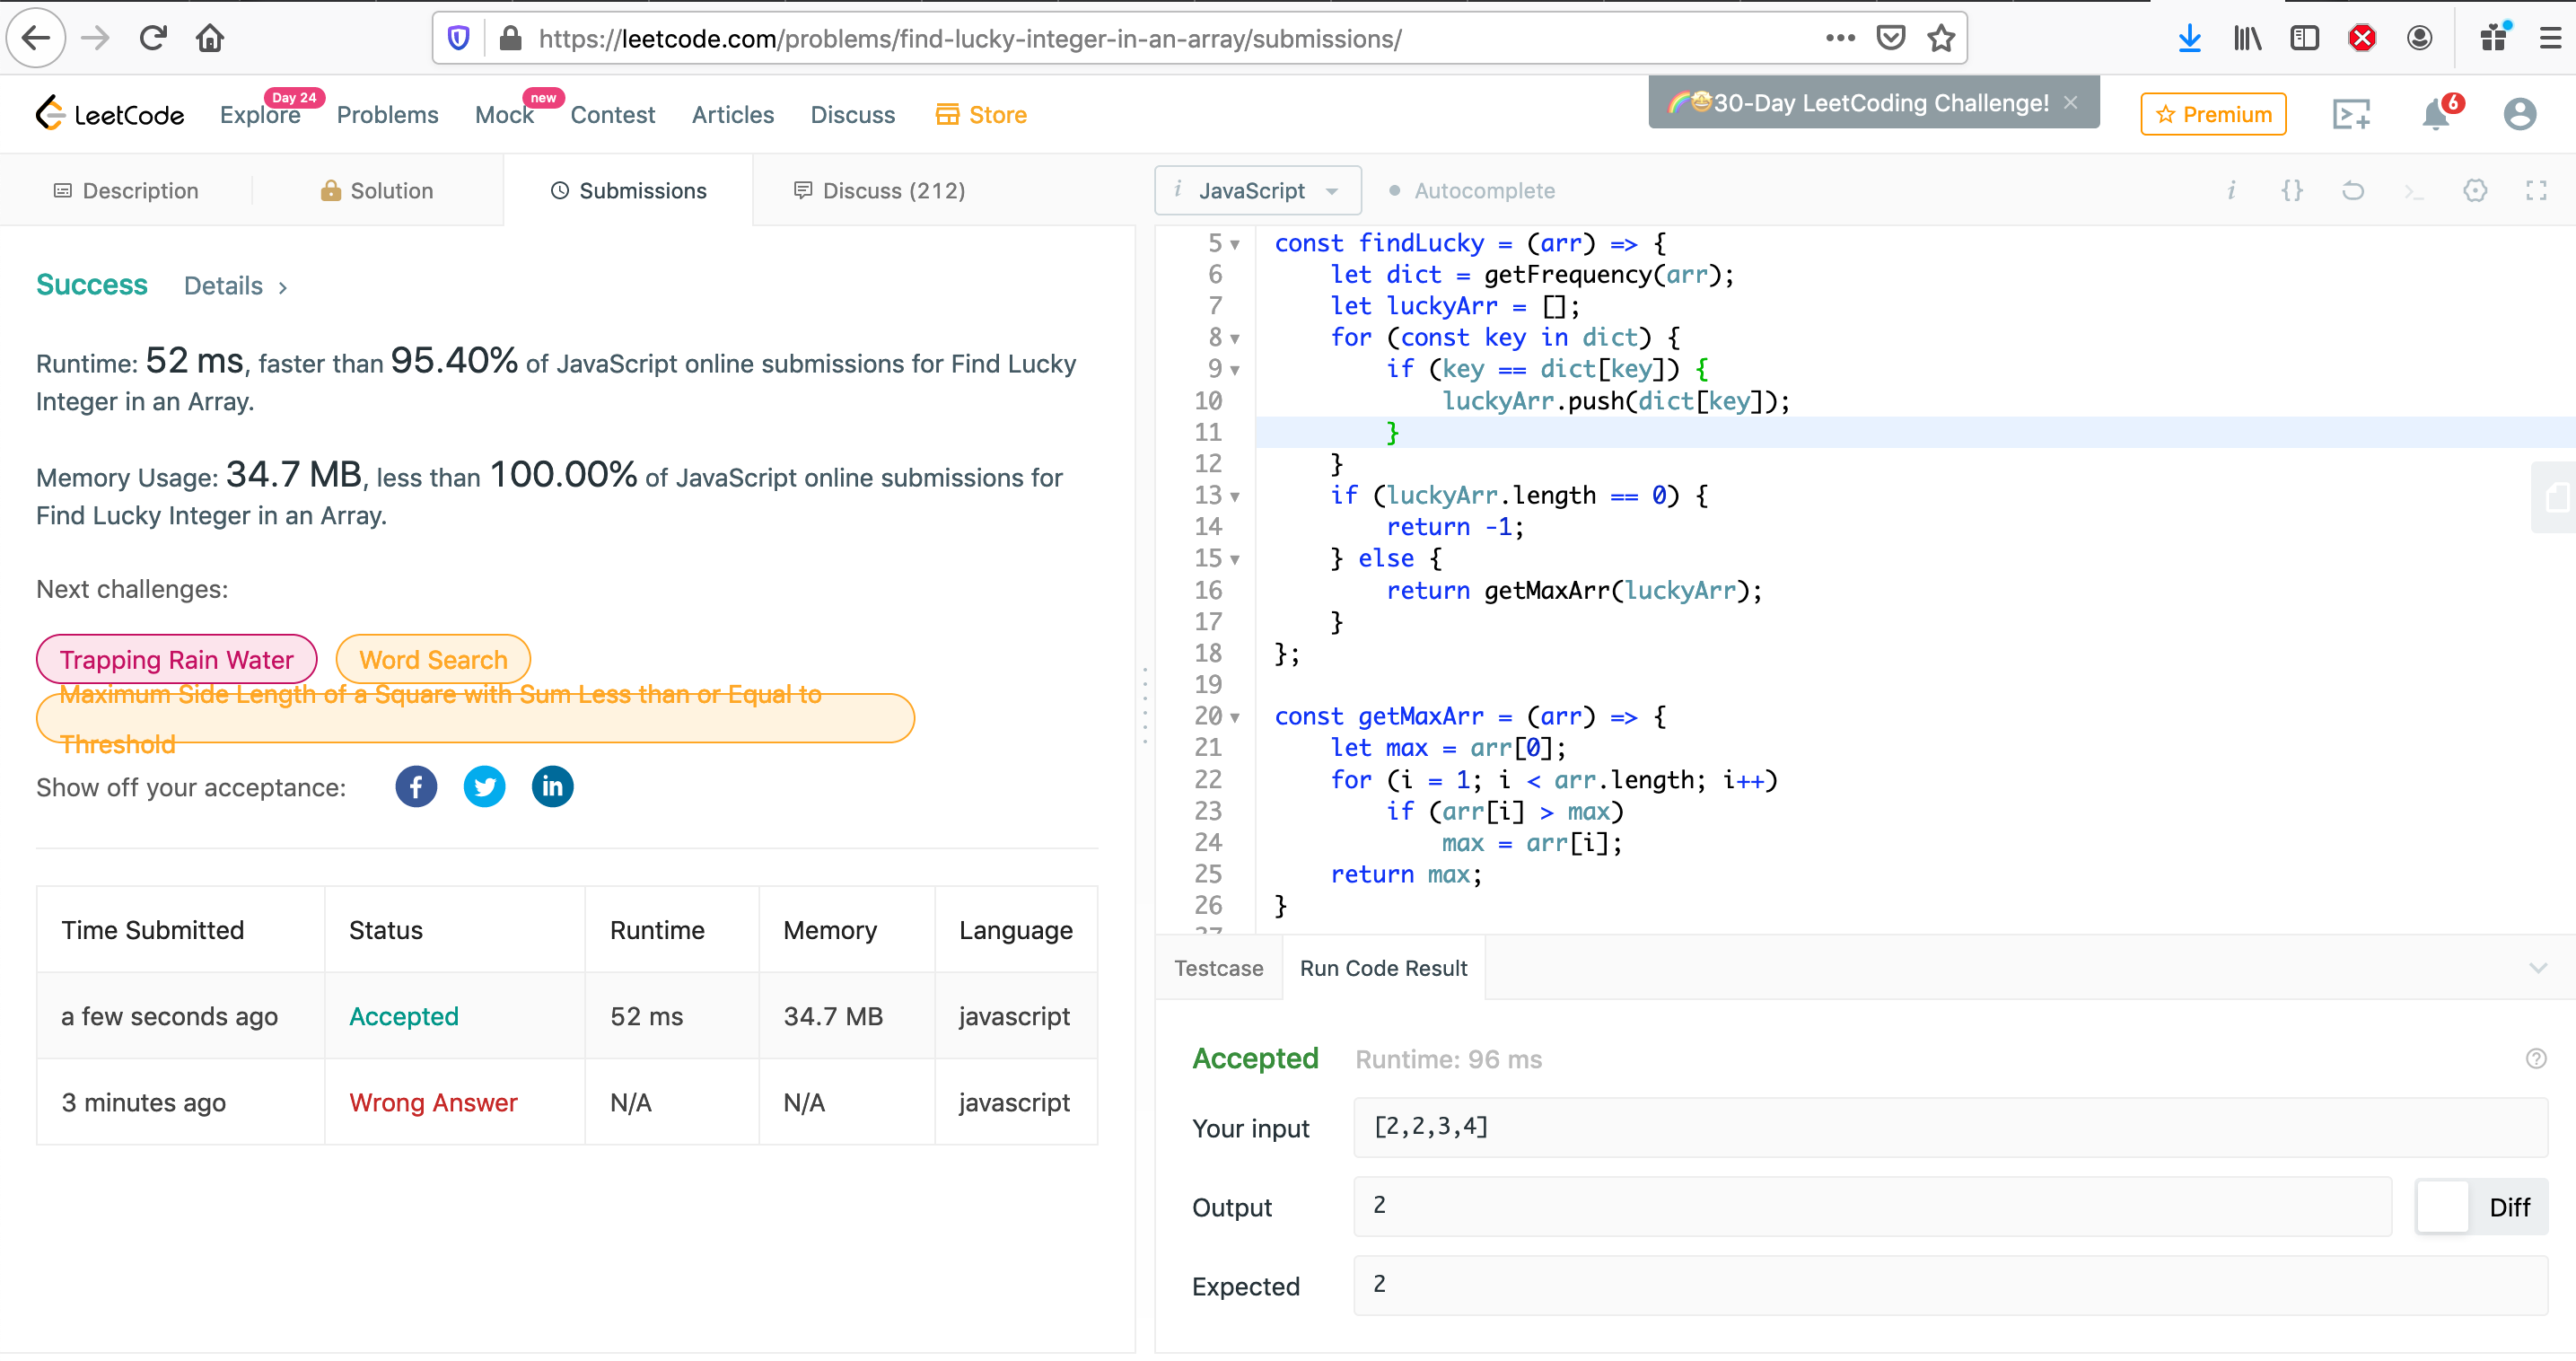 https://leetcode.com/problems/find-lucky-integer-in-an-array/submissions/
LeetCode
Explore
Day 24
Problems
Mock
new
Contest
Articles
Discuss
Store
🌈🤩30-Day LeetCoding Challenge! ×
Premium
6
Description
Solution
Submissions
Discuss (212)
i JavaScript
Autocomplete
Success Details >
Runtime: 52 ms, faster than 95.40% of JavaScript online submissions for Find Lucky
Integer in an Array.
Memory Usage: 34.7 MB, less than 100.00% of JavaScript online submissions for
Find Lucky Integer in an Array.
Next challenges:
Trapping Rain Water
Word Search
Maximum Side Length of a Square with Sum Less than or Equal to
Threshold
Show off your acceptance:
Time Submitted Status Runtime Memory Language
a few seconds ago Accepted 52 ms 34.7 MB javascript
3 minutes ago Wrong Answer N/A N/A javascript
5 const findLucky = (arr) => {
6 let dict = getFrequency(arr);
7 let luckyArr = [];
8 for (const key in dict) {
9 if (key == dict[key]) {
10 luckyArr.push(dict[key]);
11 }
12 }
13 if (luckyArr.length == 0) {
14 return -1;
15 } else {
16 return getMaxArr(luckyArr);
17 }
18 };
19
20 const getMaxArr = (arr) => {
21 let max = arr[0];
22 for (i = 1; i < arr.length; i++)
23 if (arr[i] > max)
24 max = arr[i];
25 return max;
26 }
27
Testcase
Run Code Result
Accepted Runtime: 96 ms
Your input [2,2,3,4]
Output 2
Diff
Expected 2